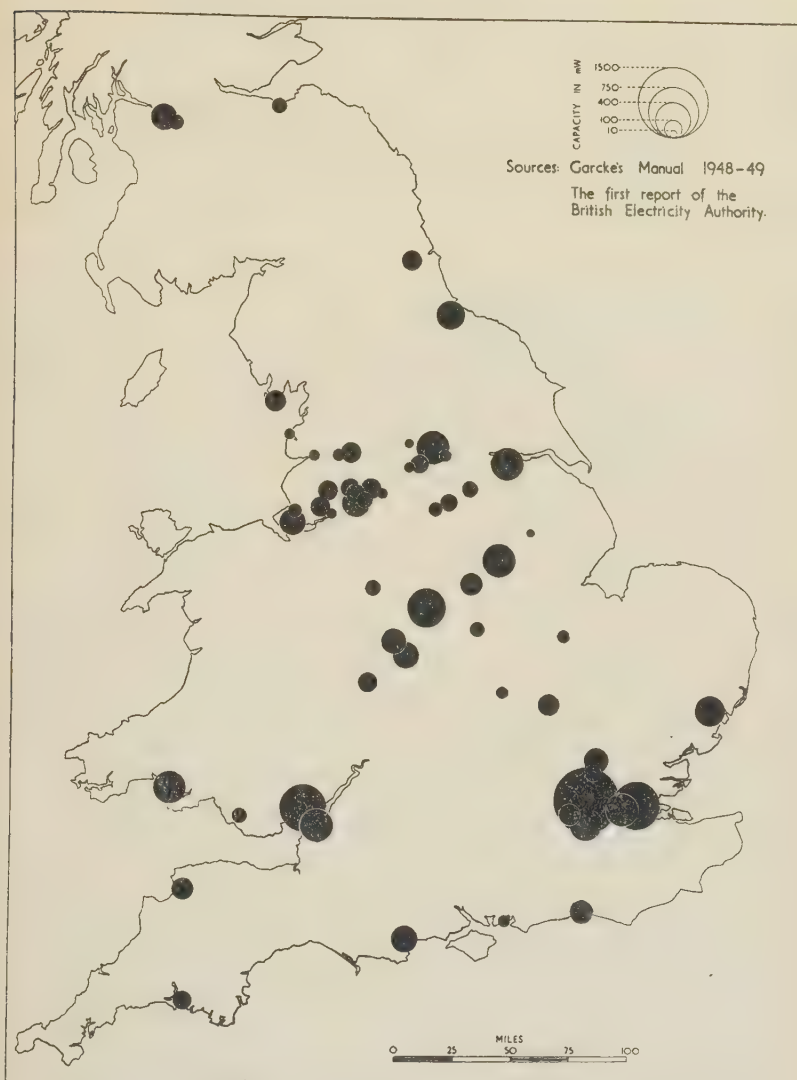 CAPACITY IN mW
1500
750
400
100
10
Sources: Garcke's Manual 1948-49
The first report of the
British Electricity Authority.
MILES
0 25 50 75 100